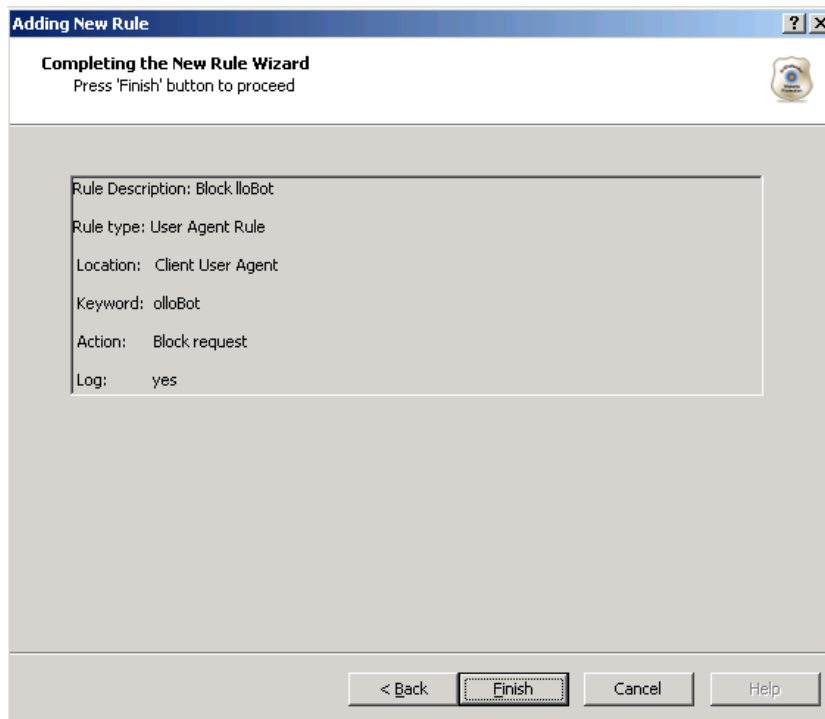 Adding New Rule
Completing the New Rule Wizard
Press 'Finish' button to proceed
Rule Description: Block lloBot
Rule type: User Agent Rule
Location: Client User Agent
Keyword: olloBot
Action: Block request
Log: yes
< Back Finish Cancel Help